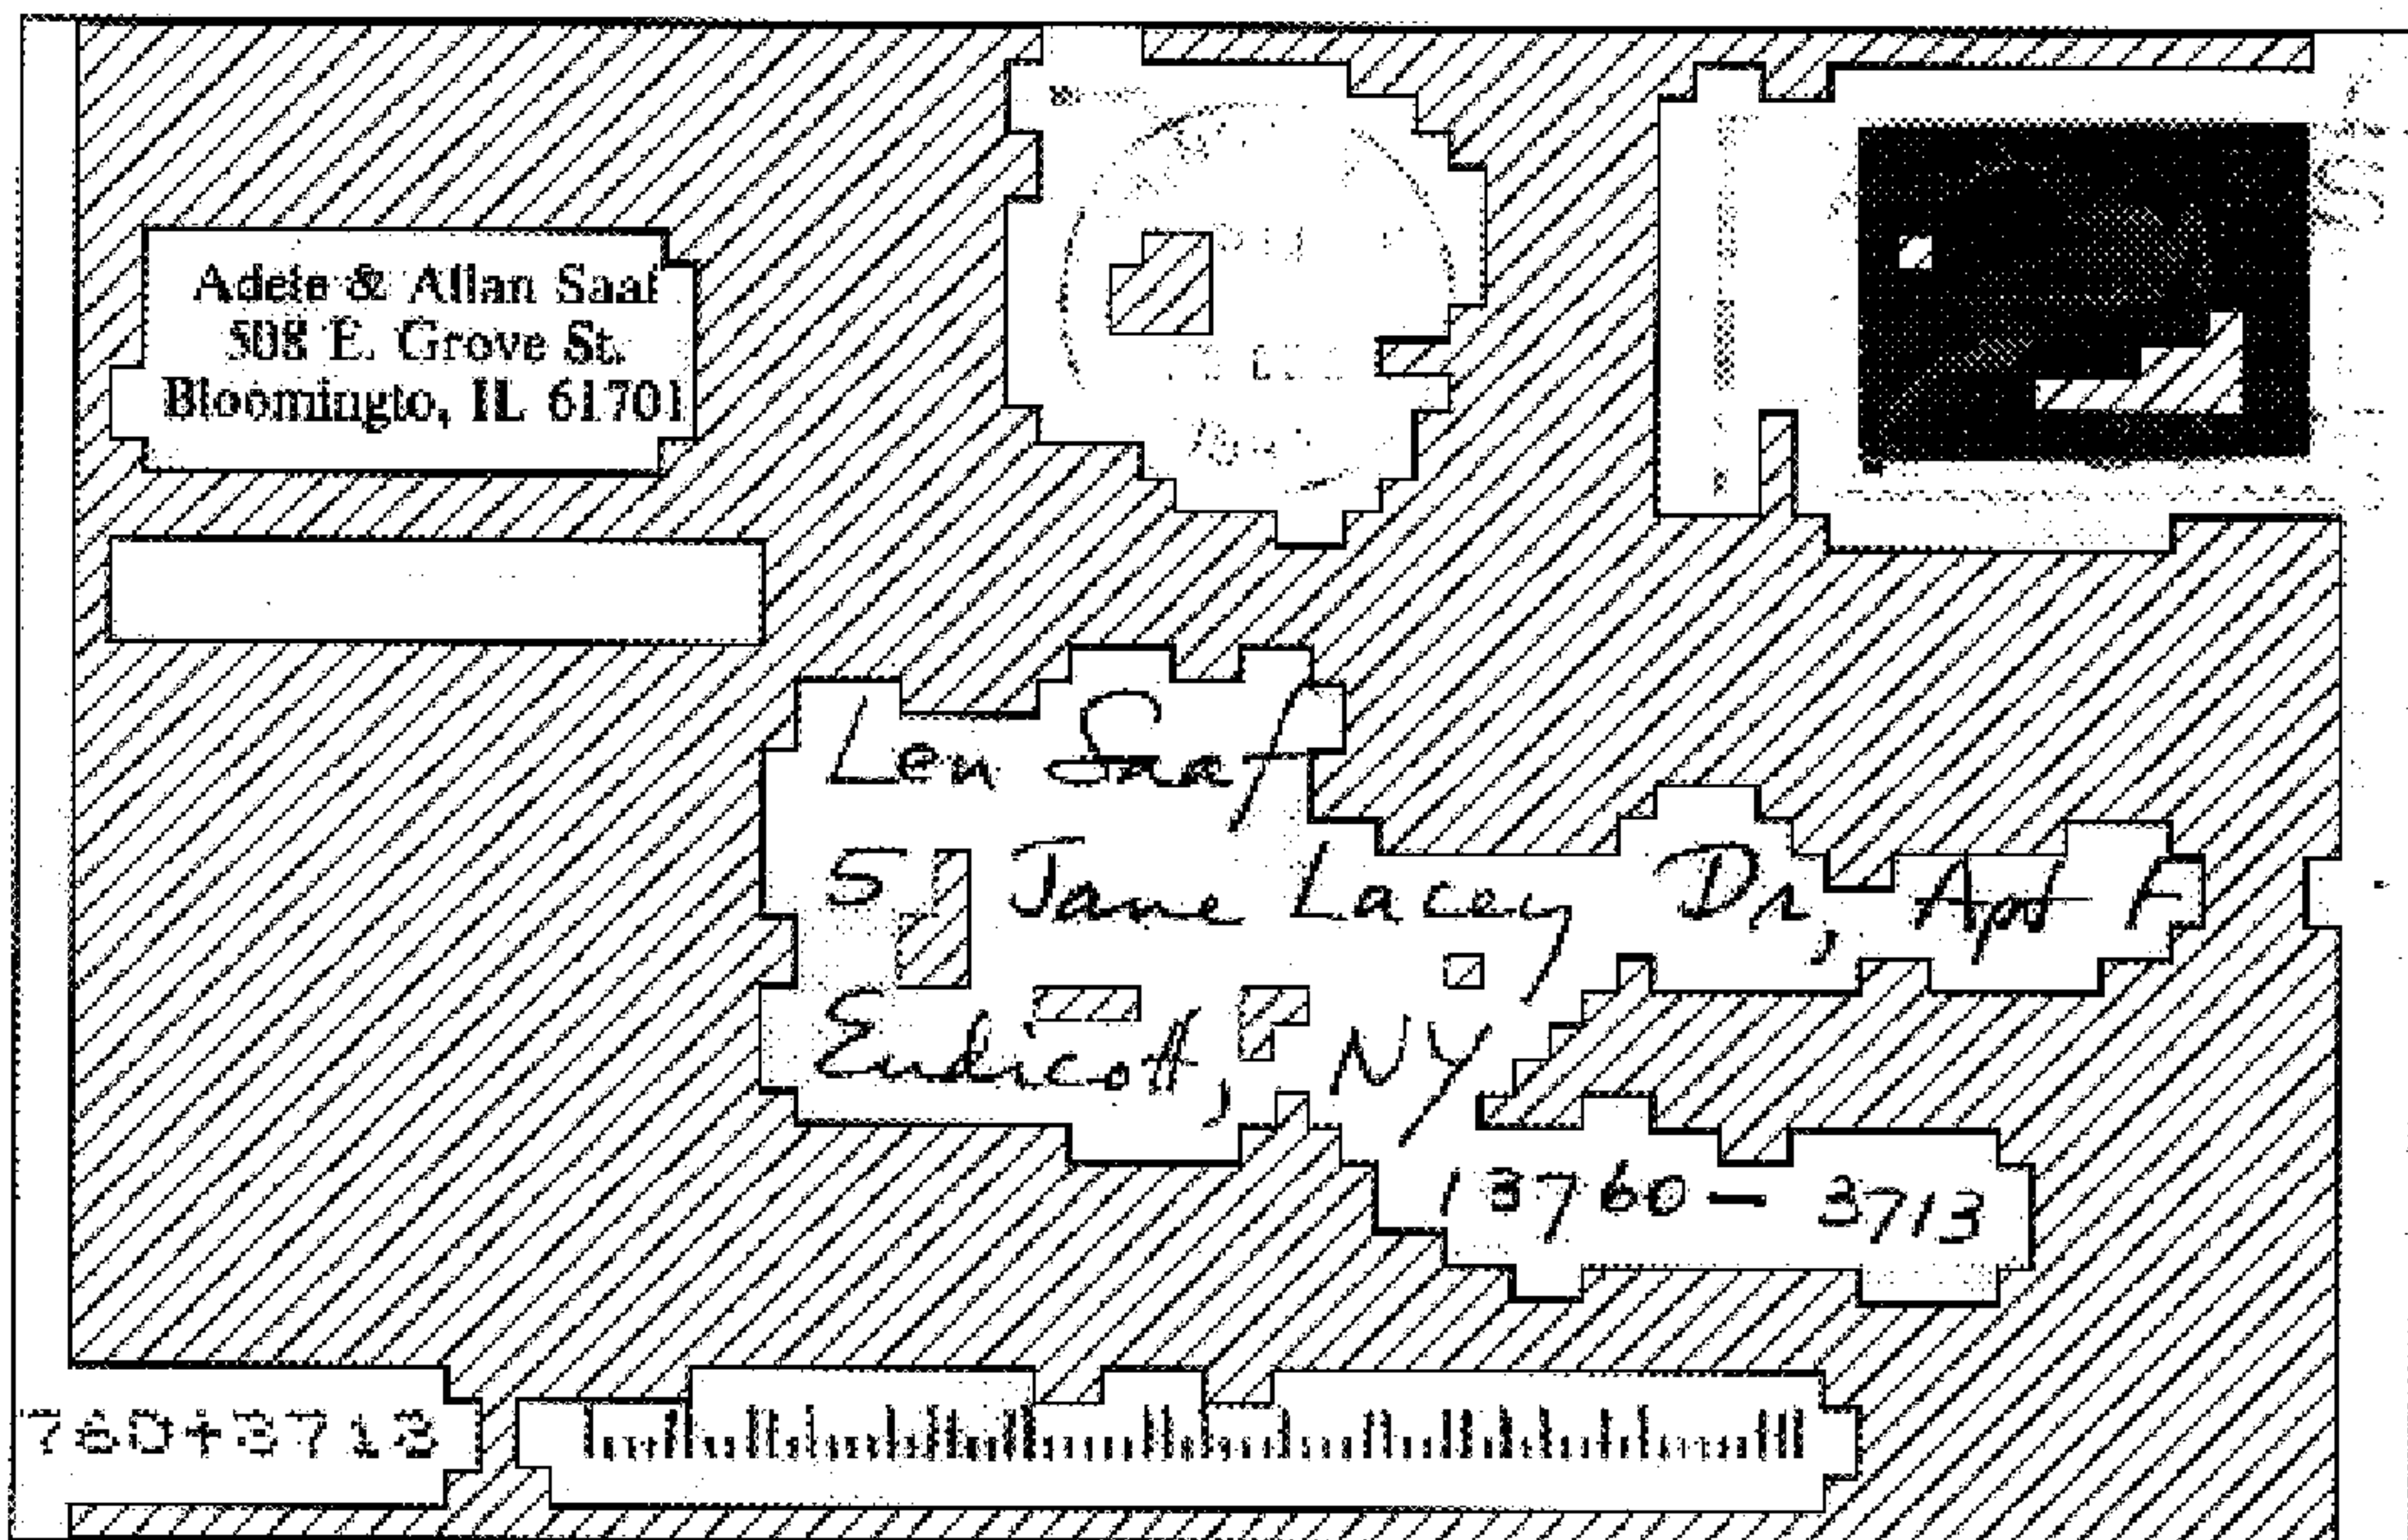 Adele & Allan Saaf
508 E. Grove St.
Bloomingto, IL 61701
Len Saaf
5 Jane Lacey Dr, Apt F
Endicott, NY
13760-3713
760+3713